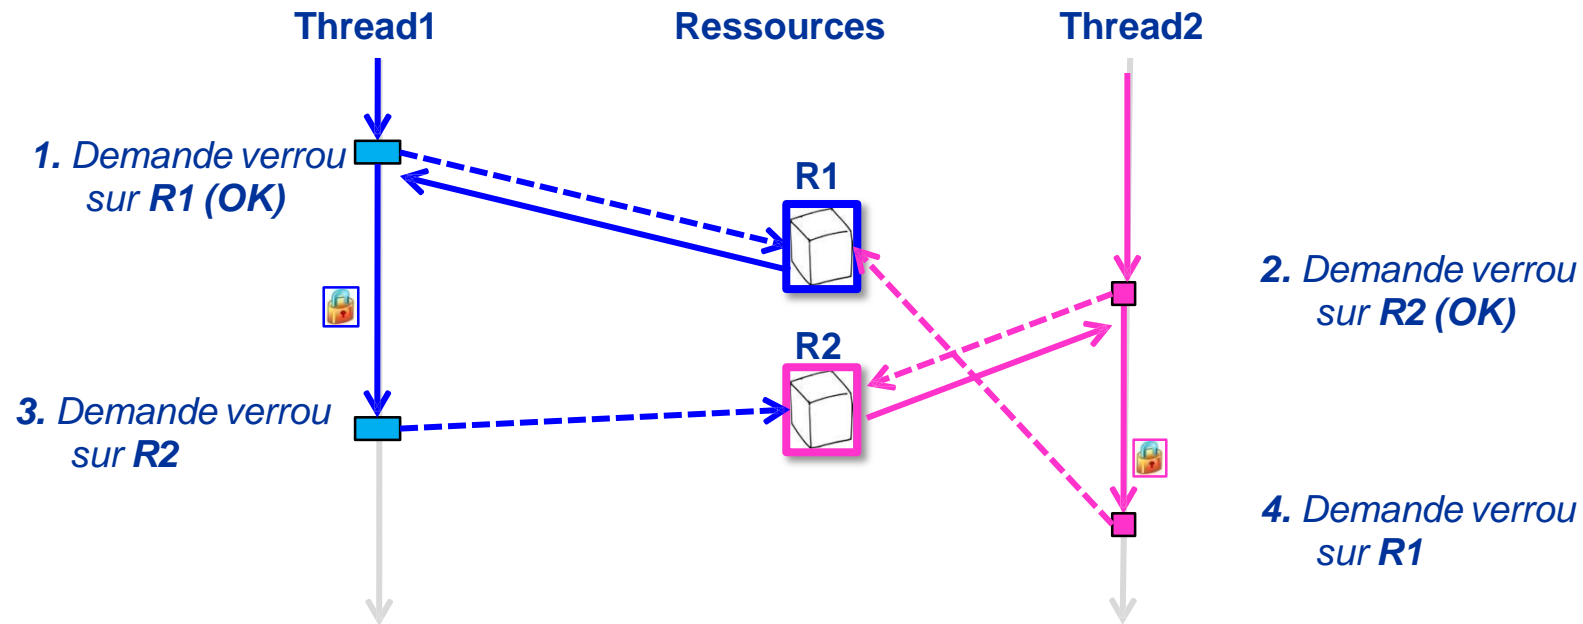 Thread1
Ressources
Thread2
1. Demande verrou
sur R1 (OK)
R1
2. Demande verrou
sur R2 (OK)
R2
3. Demande verrou
sur R2
4. Demande verrou
sur R1